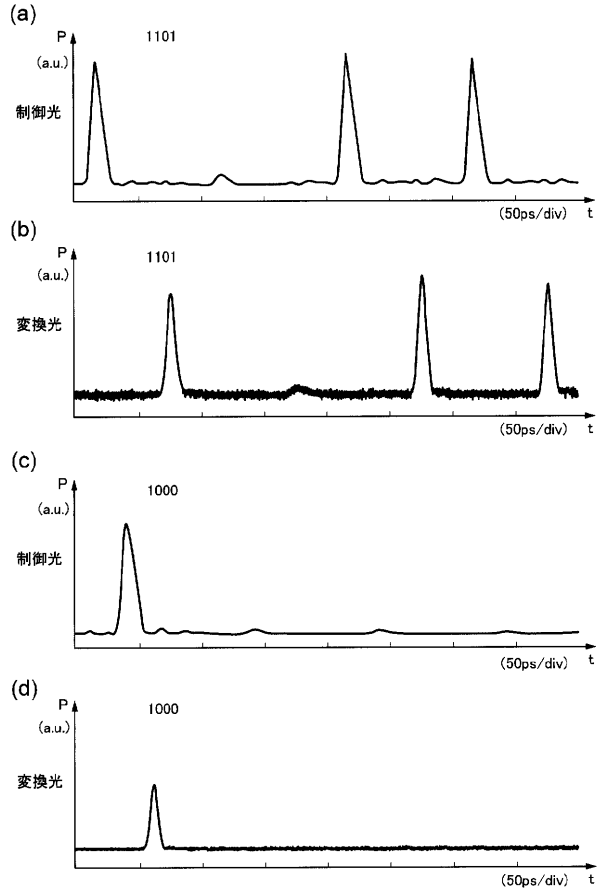 (a)
P
1101
(a.u.)
制御光
(50ps/div) t
(b)
P
1101
(a.u.)
変換光
(50ps/div) t
(c)
P
1000
(a.u.)
制御光
(50ps/div) t
(d)
P
1000
(a.u.)
変換光
(50ps/div) t